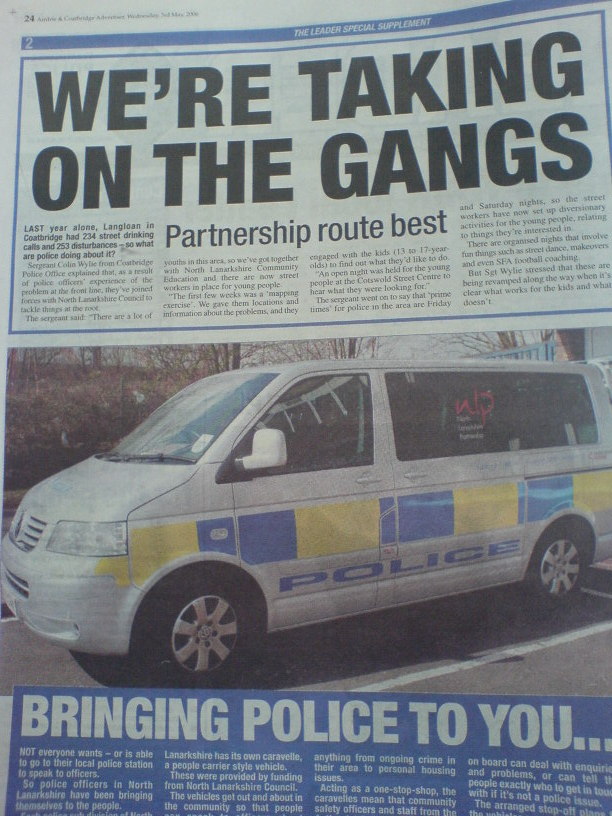 24 Airdrie & Coatbridge Advertiser, Wednesday, 3rd May, 2006
2
THE LEADER SPECIAL SUPPLEMENT
WE'RE TAKING
ON THE GANGS
LAST year alone, Langloan in
Coatbridge had 234 street drinking
calls and 253 disturbances – so what
are police doing about it?
Sergeant Colin Wylie from Coatbridge
Police Office explained that, as a result
of police officers' experience of the
problem at the front line, they've joined
forces with North Lanarkshire Council to
tackle things at the root.
The sergeant said: "There are a lot of
Partnership route best
youths in this area, so we've got together
with North Lanarkshire Community
Education and there are now street
workers in place for young people.
"The first few weeks was a 'mapping
exercise'. We gave them locations and
information about the problems, and they
engaged with the kids (13 to 17-year-
olds) to find out what they'd like to do.
"An open night was held for the young
people at the Cotswold Street Centre to
hear what they were looking for."
The sergeant went on to say that "prime
times" for police in the area are Friday
and Saturday nights, so the street
workers have now set up diversionary
activities for the young people, relating
to things they're interested in.
There are organised nights that involve
fun things such as street dance, makeovers
and even SFA football coaching.
But Sgt Wylie stressed that these are
being revamped along the way when it's
clear what works for the kids and what
doesn't
nlp
North
Lanarkshire
Partnership
POLICE
BRINGING POLICE TO YOU...
NOT everyone wants – or is able
to go to their local police station
to speak to officers.
So police officers in North
Lanarkshire have been bringing
themselves to the people.
Each police sub division of North
Lanarkshire has its own caravelle,
a people carrier style vehicle.
These were provided by funding
from North Lanarkshire Council.
The vehicles get out and about in
the community so that people
anything from ongoing crime in
their area to personal housing
issues.
Acting as a one-stop-shop, the
caravelles mean that community
safety officers and staff from the
on board can deal with enquiries
and problems, or can tell
people exactly who to get in
with if it's not a police issue.
The arranged stop-off
the